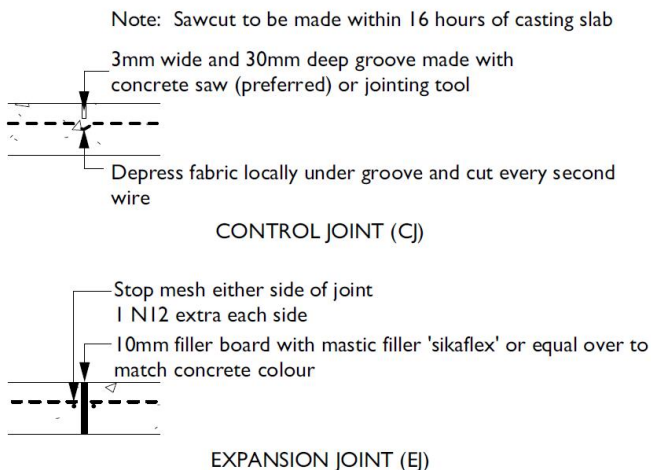 Note: Sawcut to be made within 16 hours of casting slab
3mm wide and 30mm deep groove made with
concrete saw (preferred) or jointing tool
Depress fabric locally under groove and cut every second
wire
CONTROL JOINT (CJ)
Stop mesh either side of joint
1 N12 extra each side
10mm filler board with mastic filler 'sikaflex' or equal over to
match concrete colour
EXPANSION JOINT (EJ)